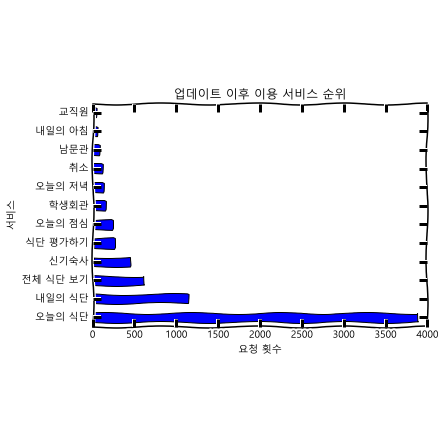 업데이트 이후 이용 서비스 순위
교직원
내일의 아침
남문관
취소
오늘의 저녁
학생회관
오늘의 점심
식단 평가하기
신기숙사
전체 식단 보기
내일의 식단
오늘의 식단
서비스
0 500 1000 1500 2000 2500 3000 3500 4000
요청 횟수